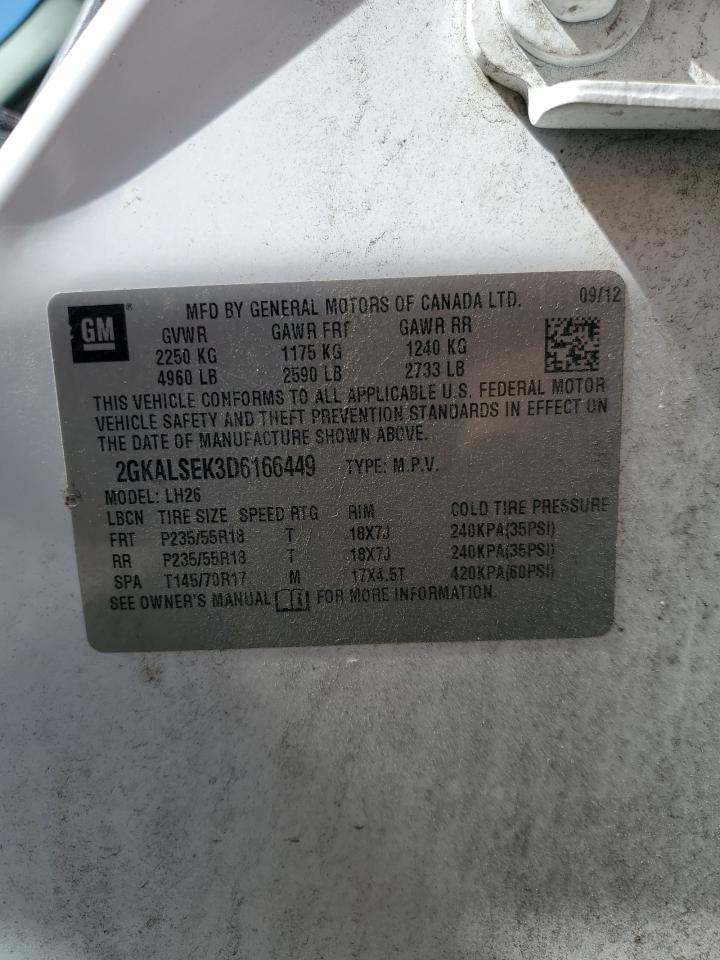 GM ® MFD BY GENERAL MOTORS OF CANADA LTD. 09/12
GVWR GAWR FRT GAWR RR
2250 KG 1175 KG 1240 KG
4960 LB 2590 LB 2733 LB
THIS VEHICLE CONFORMS TO ALL APPLICABLE U.S. FEDERAL MOTOR
VEHICLE SAFETY AND THEFT PREVENTION STANDARDS IN EFFECT ON
THE DATE OF MANUFACTURE SHOWN ABOVE.
2GKALSEK3D6166449 TYPE: M.P.V.
MODEL: LH26
LBCN TIRE SIZE SPEED RTG RIM COLD TIRE PRESSURE
FRT P235/55R18 T 18X7J 240KPA(35PSI)
RR P235/55R18 T 18X7J 240KPA(35PSI)
SPA T145/70R17 M 17X4.5T 420KPA(60PSI)
SEE OWNER'S MANUAL FOR MORE INFORMATION.